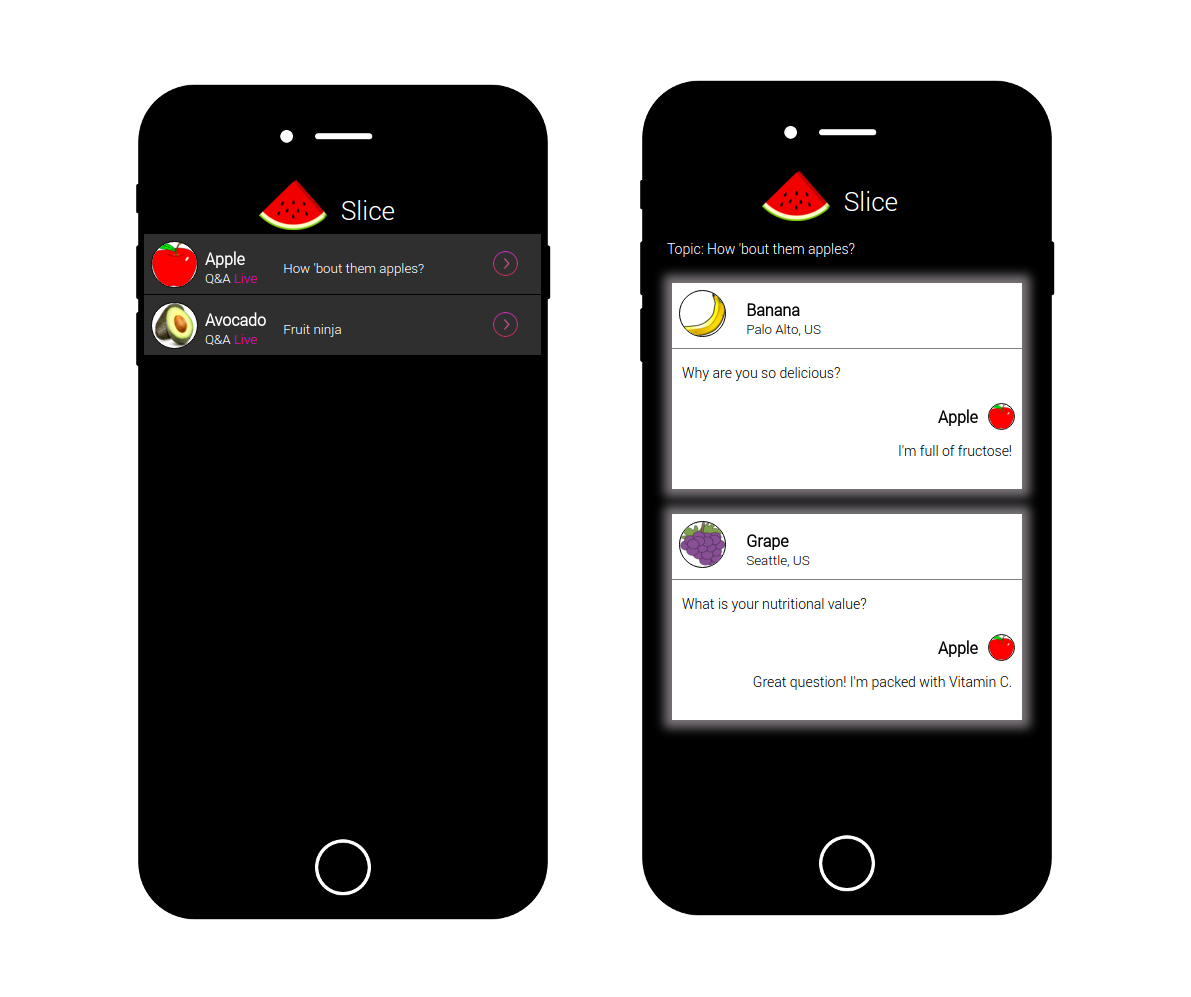 Slice
Apple
Q&A Live
How 'bout them apples?
Avocado
Q&A Live
Fruit ninja
Slice
Topic: How 'bout them apples?
Banana
Palo Alto, US
Why are you so delicious?
Apple
I'm full of fructose!
Grape
Seattle, US
What is your nutritional value?
Apple
Great question! I'm packed with Vitamin C.